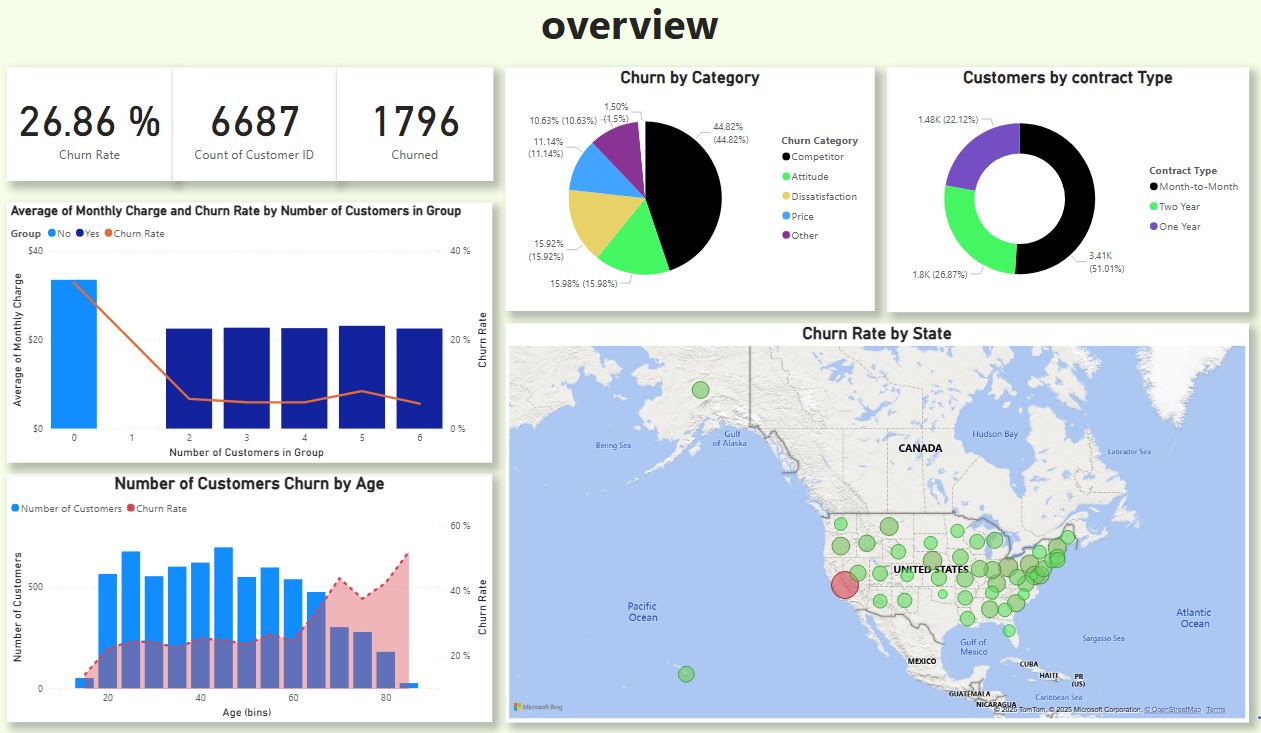 overview
26.86 %
Churn Rate
6687
Count of Customer ID
1796
Churned
Churn by Category
1.50%
(1.5%)
10.63% (10.63%)
11.14%
(11.14%)
15.92%
(15.92%)
15.98% (15.98%)
44.82%
(44.82%)
Churn Category
Competitor
Attitude
Dissatisfaction
Price
Other
Customers by contract Type
1.48K (22.12%)
1.8K (26.87%)
3.41K
(51.01%)
Contract Type
Month-to-Month
Two Year
One Year
Average of Monthly Charge and Churn Rate by Number of Customers in Group
Group No Yes Churn Rate
Average of Monthly Charge
$40
$20
$0
40 %
20 %
0 %
Churn Rate
0 1 2 3 4 5 6
Number of Customers in Group
Number of Customers Churn by Age
Number of Customers Churn Rate
Number of Customers
500
0
60 %
40 %
20 %
Churn Rate
20 40 60 80
Age (bins)
Churn Rate by State
Bering Sea
Gulf
of Alaska
CANADA
Hudson Bay
Labrador Sea
UNITED STATES
Pacific
Ocean
Atlantic
Ocean
Sargasso Sea
Gulf of
Mexico
MEXICO
CUBA
HAITI
PR
(US)
GUATEMALA
Caribbean Sea
NICARAGUA
Microsoft Bing
© 2025 TomTom, © 2025 Microsoft Corporation, © OpenStreetMap Terms